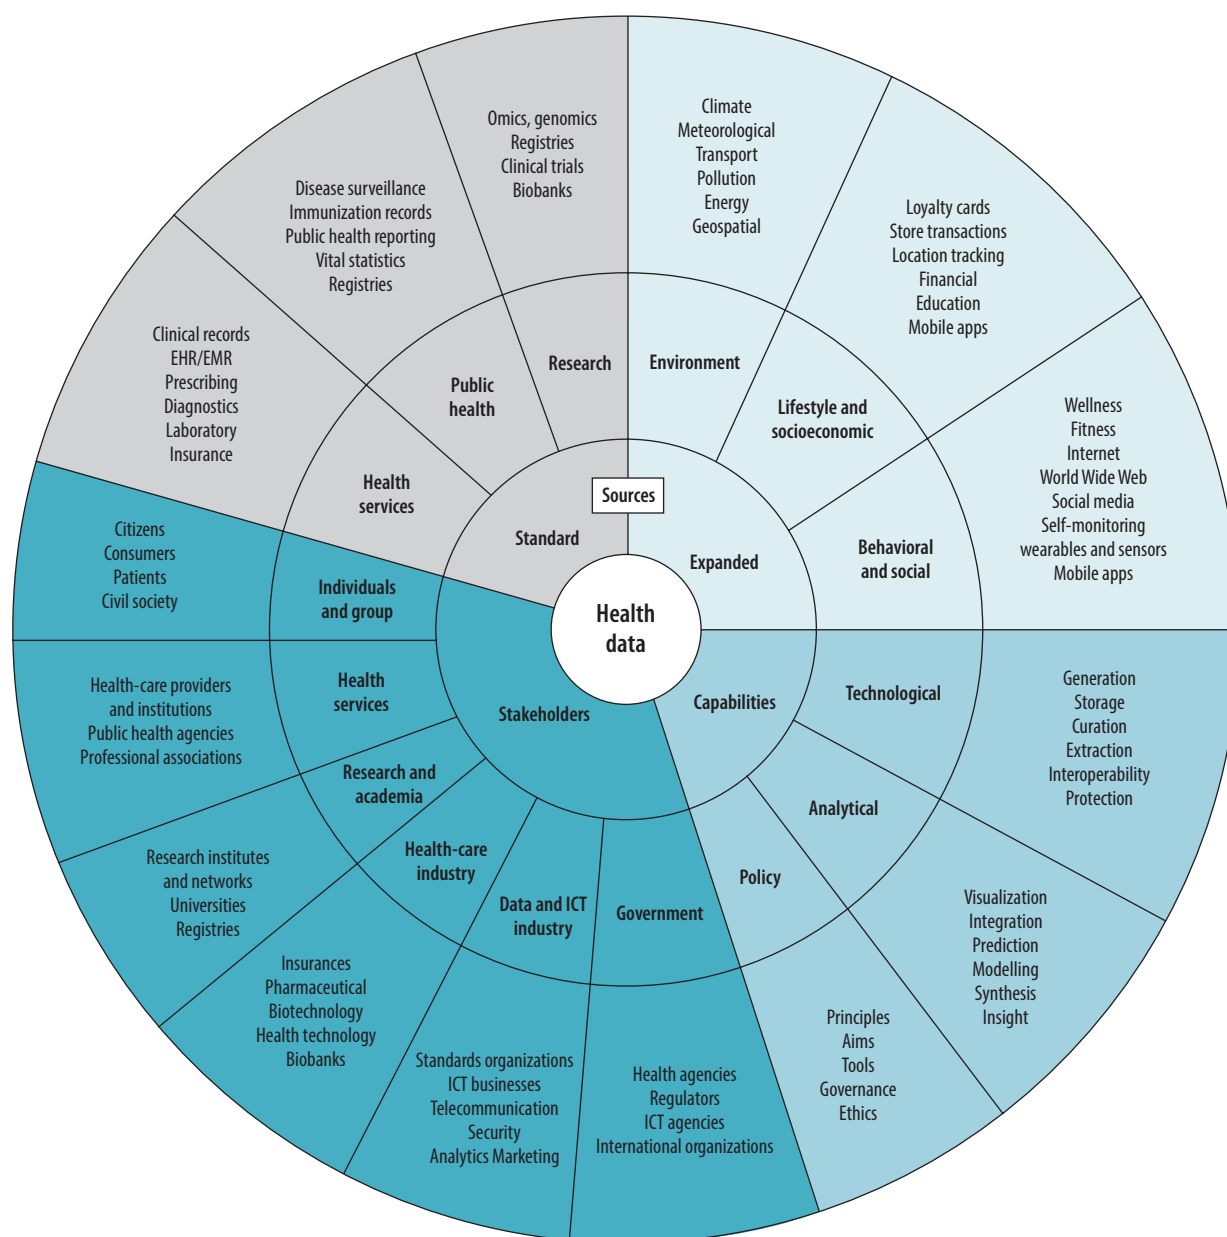 Health
data
Sources
Standard
Expanded
Capabilities
Stakeholders
Research
Omics, genomics
Registries
Clinical trials
Biobanks
Environment
Climate
Meteorological
Transport
Pollution
Energy
Geospatial
Lifestyle and
socioeconomic
Loyalty cards
Store transactions
Location tracking
Financial
Education
Mobile apps
Behavioral
and social
Wellness
Fitness
Internet
World Wide Web
Social media
Self-monitoring
wearables and sensors
Mobile apps
Technological
Generation
Storage
Curation
Extraction
Interoperability
Protection
Analytical
Visualization
Integration
Prediction
Modelling
Synthesis
Insight
Policy
Principles
Aims
Tools
Governance
Ethics
Government
Health agencies
Regulators
ICT agencies
International organizations
Data and ICT
industry
Standards organizations
ICT businesses
Telecommunication
Security
Analytics Marketing
Health-care
industry
Insurances
Pharmaceutical
Biotechnology
Health technology
Biobanks
Research and
academia
Research institutes
and networks
Universities
Registries
Health
services
Health-care providers
and institutions
Public health agencies
Professional associations
Individuals
and group
Citizens
Consumers
Patients
Civil society
Health
services
Clinical records
EHR/EMR
Prescribing
Diagnostics
Laboratory
Insurance
Public
health
Disease surveillance
Immunization records
Public health reporting
Vital statistics
Registries